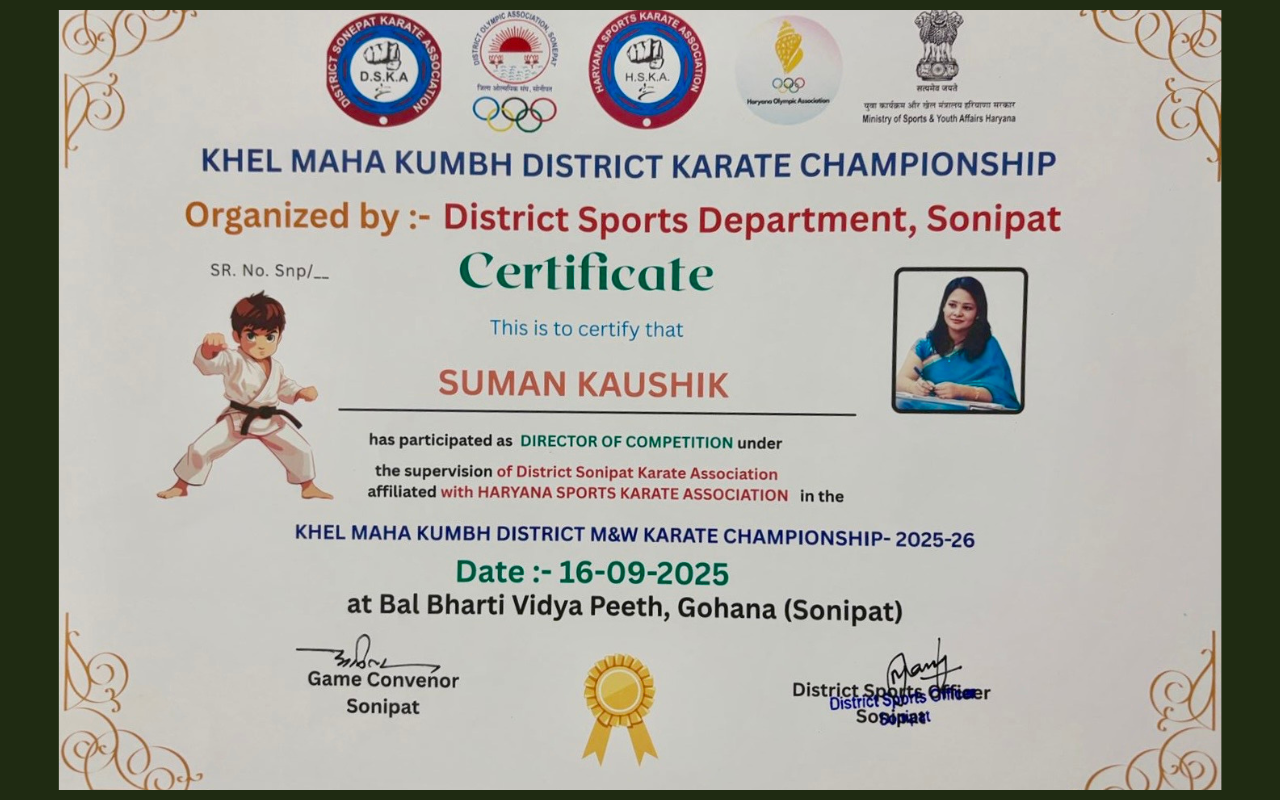 DISTRICT SONEPAT KARATE ASSOCIATION
D.S.K.A
DISTRICT OLYMPIC ASSOCIATION, SONEPAT
जिला ओलम्पिक संघ, सोनीपत
HARYANA SPORTS KARATE ASSOCIATION
H.S.K.A.
Haryana Olympic Association
सत्यमेव जयते
युवा कार्यक्रम और खेल मंत्रालय हरियाणा सरकार
Ministry of Sports & Youth Affairs Haryana
KHEL MAHA KUMBH DISTRICT KARATE CHAMPIONSHIP
Organized by :- District Sports Department, Sonipat
SR. No. Snp/__
Certificate
This is to certify that
SUMAN KAUSHIK
has participated as DIRECTOR OF COMPETITION under
the supervision of District Sonipat Karate Association
affiliated with HARYANA SPORTS KARATE ASSOCIATION in the
KHEL MAHA KUMBH DISTRICT M&W KARATE CHAMPIONSHIP- 2025-26
Date :- 16-09-2025
at Bal Bharti Vidya Peeth, Gohana (Sonipat)
Game Convenor
Sonipat
District Sports Officer
Sonipat
District Sports Officer
Sonipat